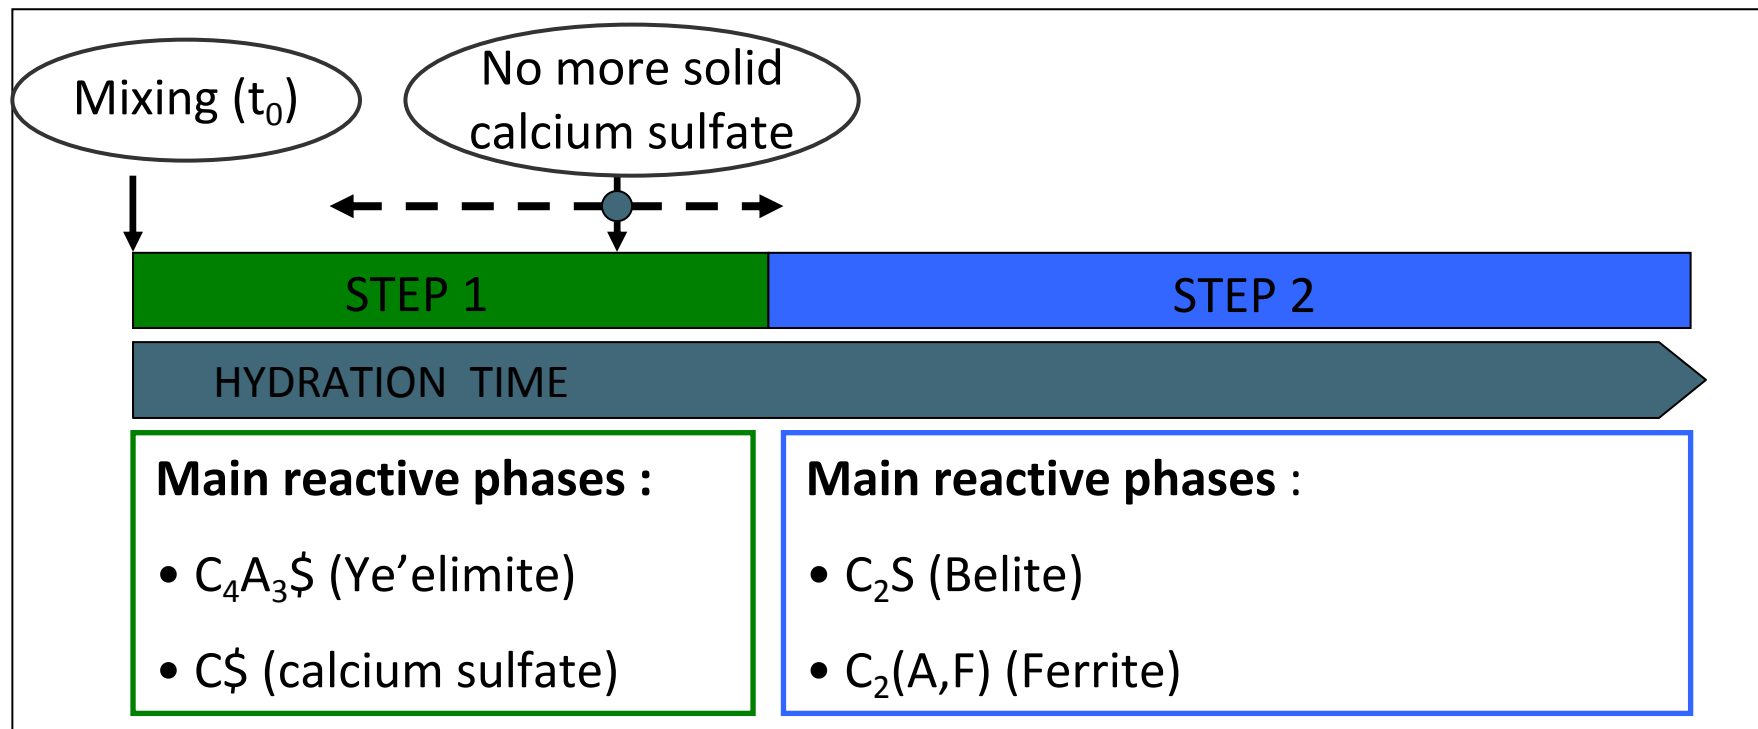 Mixing (t₀)
No more solid
calcium sulfate
STEP 1
STEP 2
HYDRATION TIME
Main reactive phases :
• C₄A₃$ (Ye’elimite)
• C$ (calcium sulfate)
Main reactive phases :
• C₂S (Belite)
• C₂(A,F) (Ferrite)